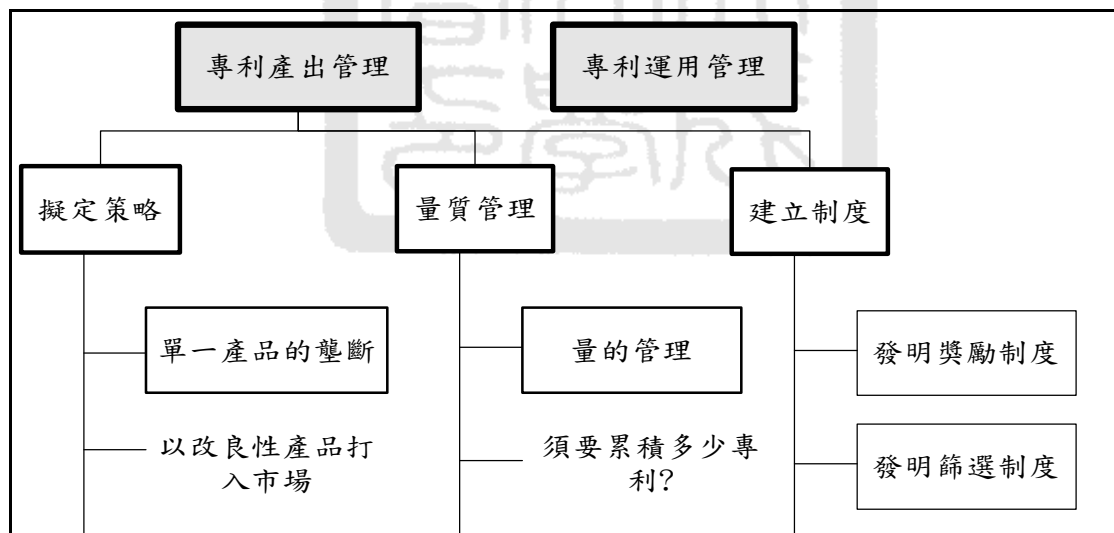 專利產出管理
專利運用管理
擬定策略
量質管理
建立制度
單一產品的壟斷
量的管理
發明獎勵制度
以改良性產品打
入市場
須要累積多少專
利?
發明篩選制度